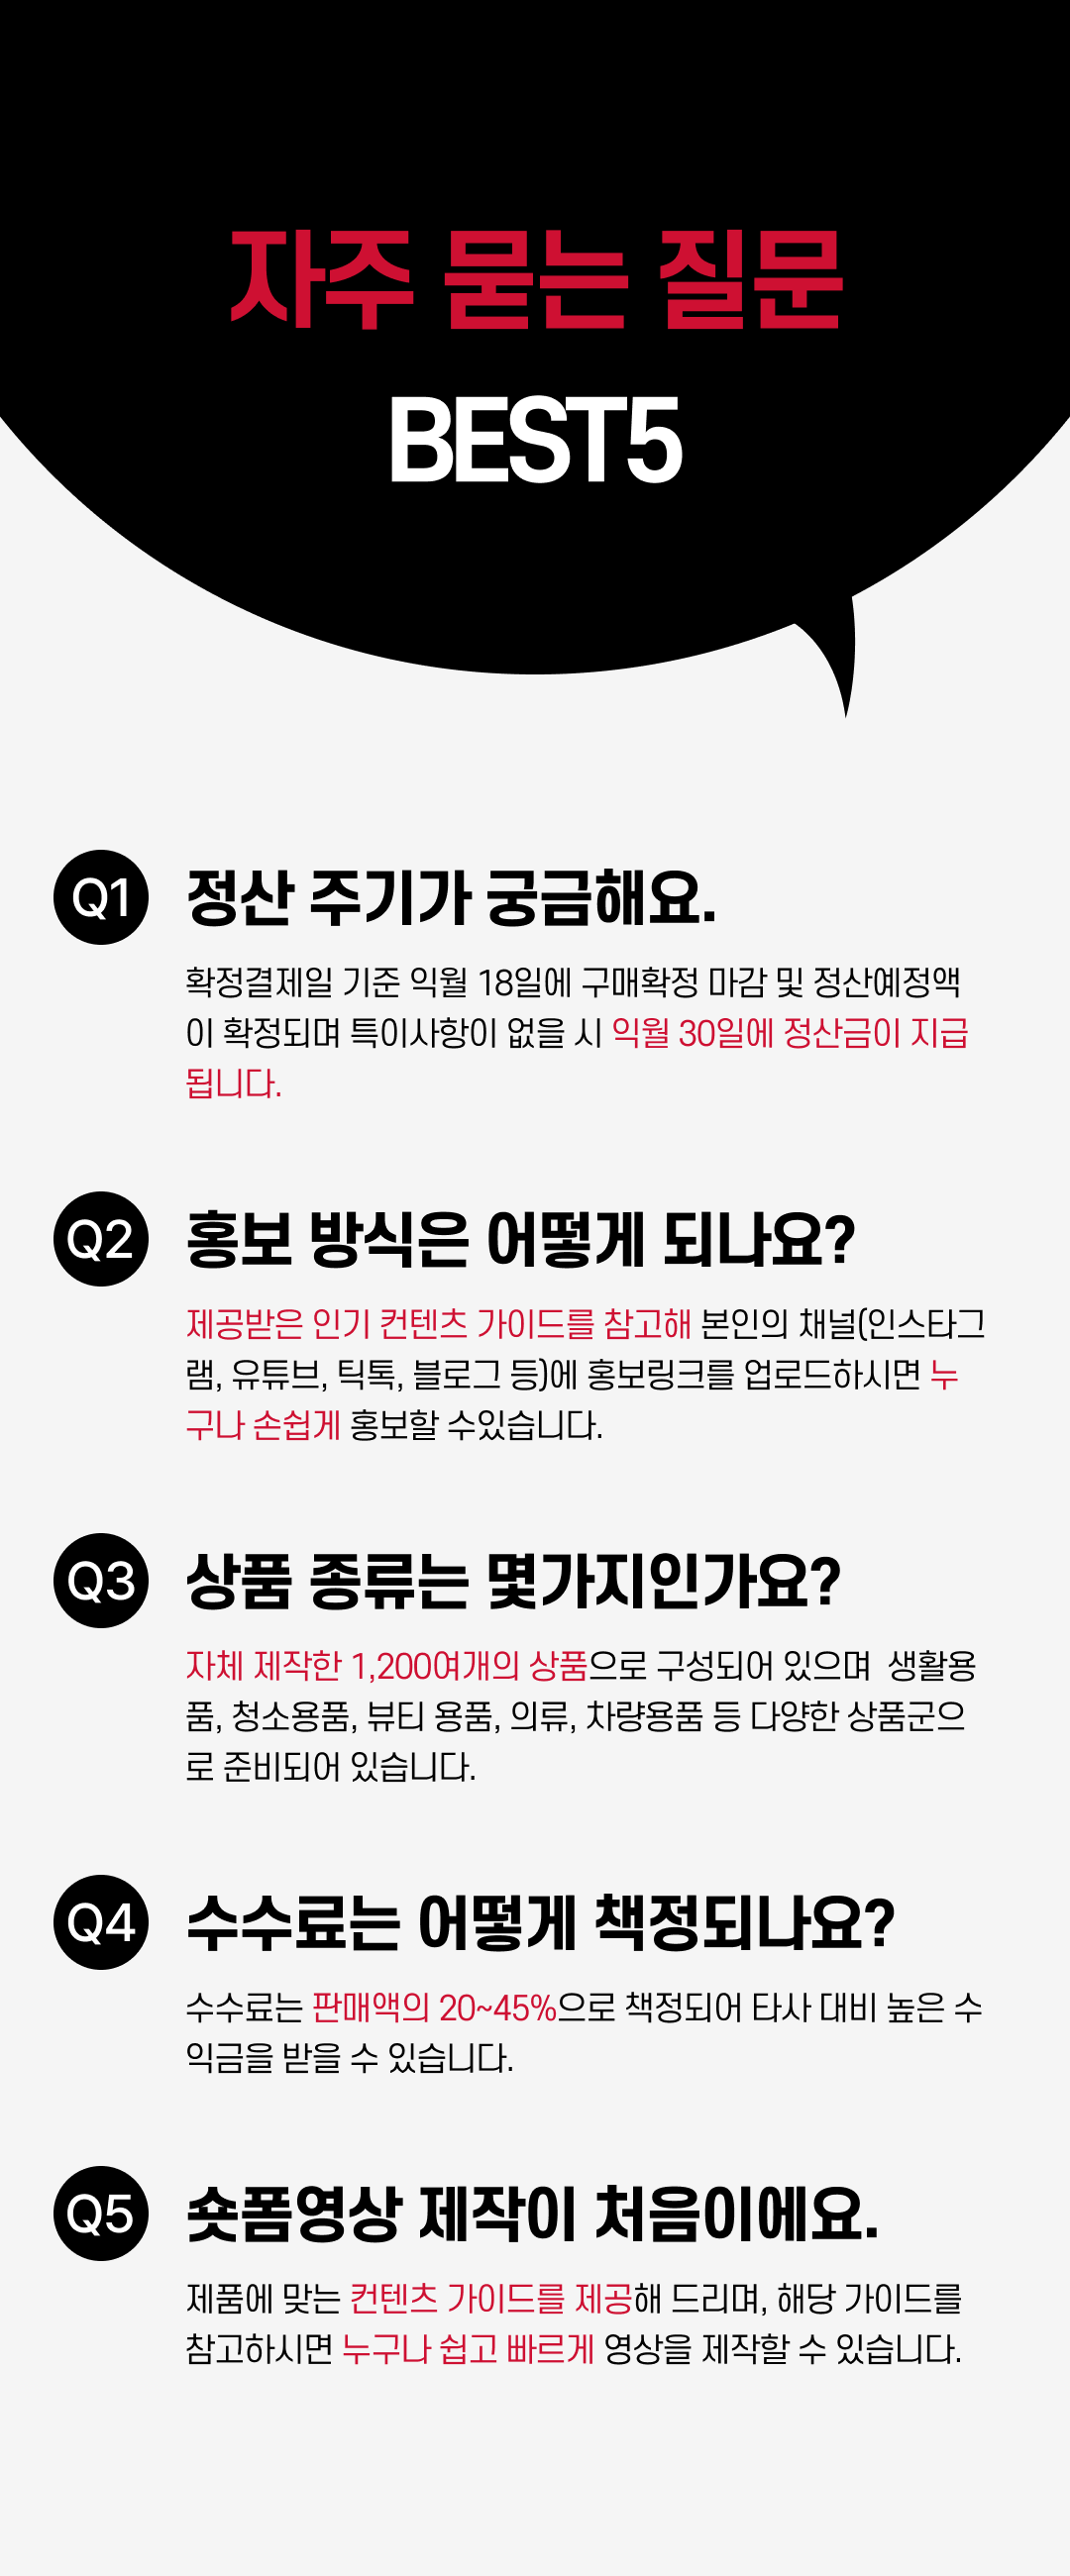 자주 묻는 질문
BEST5
Q1 정산 주기가 궁금해요.
확정결제일 기준 익월 18일에 구매확정 마감 및 정산예정액
이 확정되며 특이사항이 없을 시 익월 30일에 정산금이 지급
됩니다.
Q2 홍보 방식은 어떻게 되나요?
제공받은 인기 컨텐츠 가이드를 참고해 본인의 채널(인스타그
램, 유튜브, 틱톡, 블로그 등)에 홍보링크를 업로드하시면 누
구나 손쉽게 홍보할 수있습니다.
Q3 상품 종류는 몇가지인가요?
자체 제작한 1,200여개의 상품으로 구성되어 있으며 생활용
품, 청소용품, 뷰티 용품, 의류, 차량용품 등 다양한 상품군으
로 준비되어 있습니다.
Q4 수수료는 어떻게 책정되나요?
수수료는 판매액의 20~45%으로 책정되어 타사 대비 높은 수
익금을 받을 수 있습니다.
Q5 숏폼영상 제작이 처음이에요.
제품에 맞는 컨텐츠 가이드를 제공해 드리며, 해당 가이드를
참고하시면 누구나 쉽고 빠르게 영상을 제작할 수 있습니다.